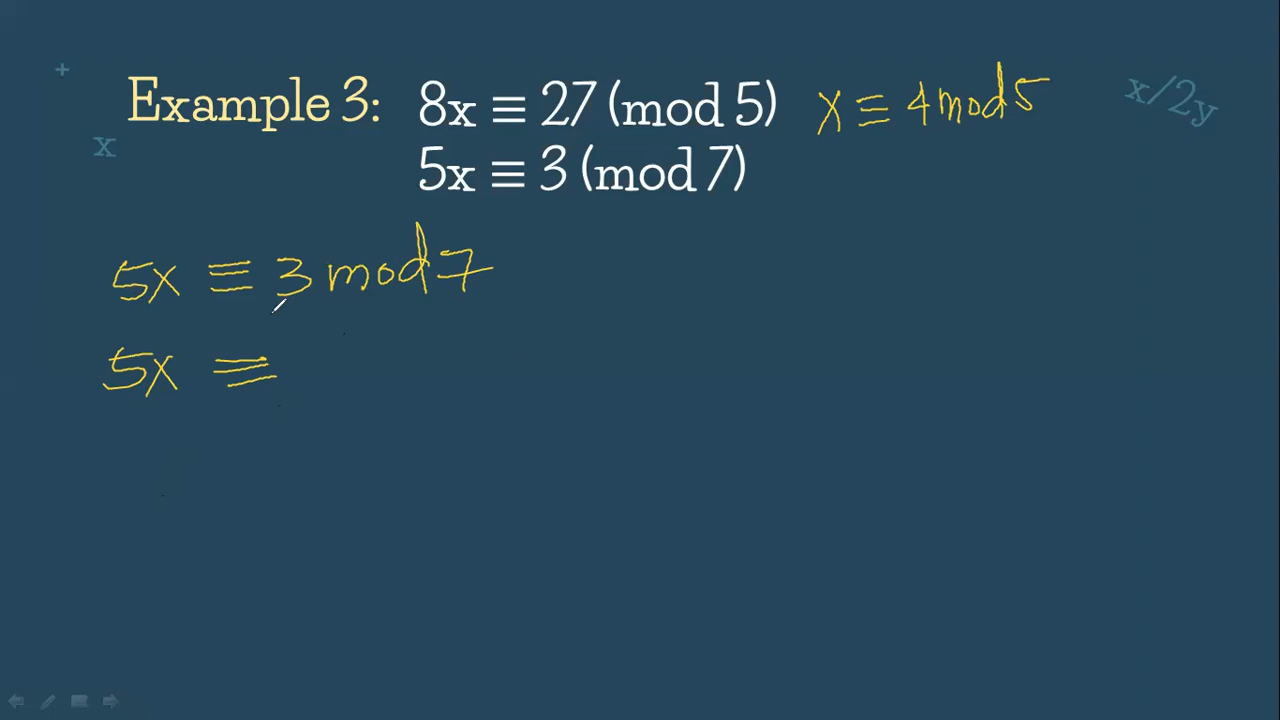 +
Example 3: 8x ≡ 27 (mod 5) x ≡ 4 mod 5
x/2y
x
5x ≡ 3 (mod 7)
5x ≡ 3 mod 7
5x ≡